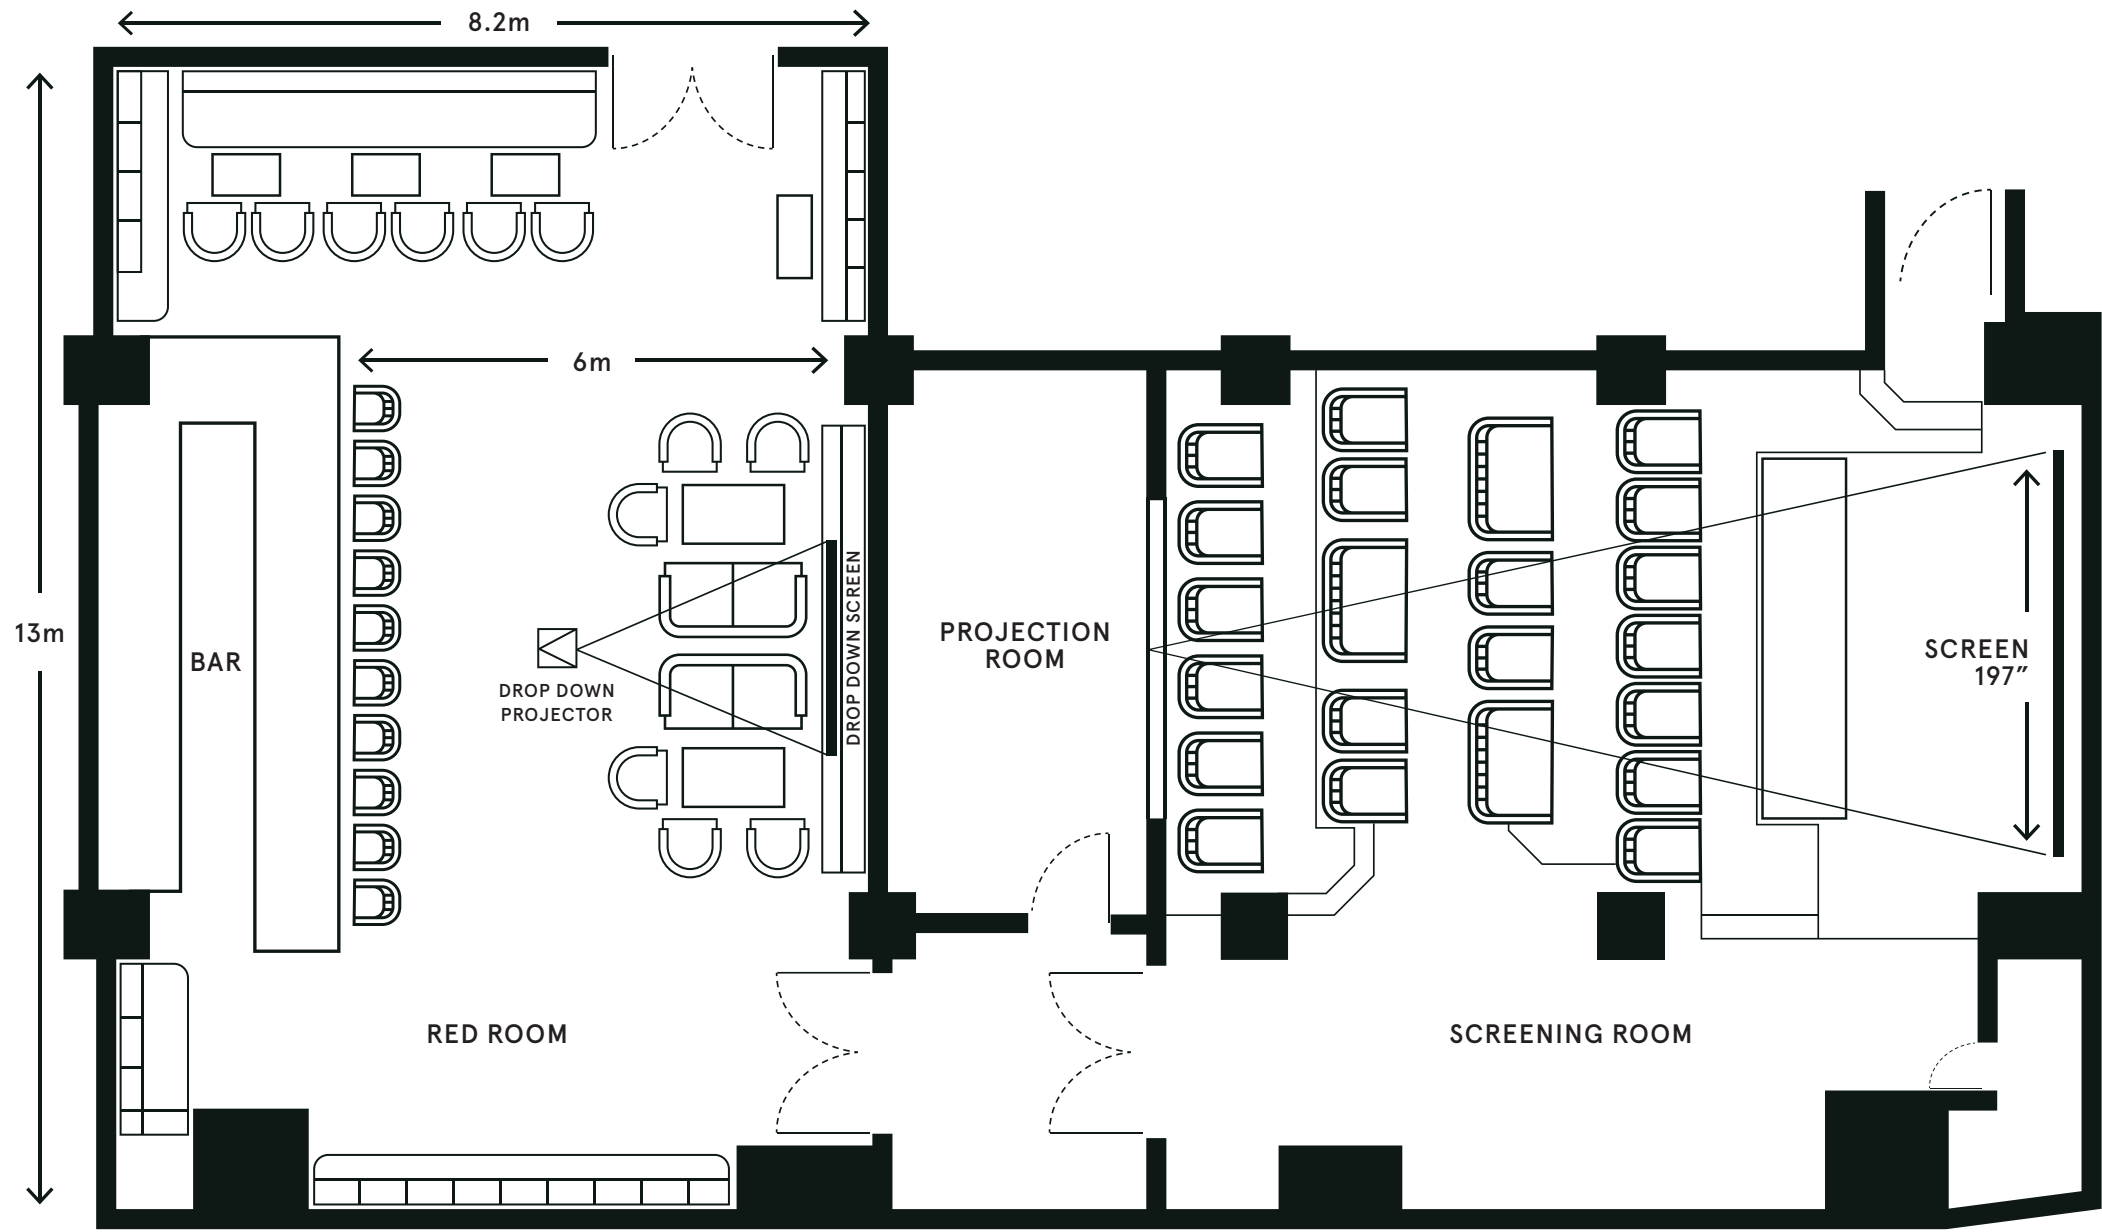 8.2m
6m
13m
BAR
DROP DOWN
PROJECTOR
DROP DOWN SCREEN
PROJECTION
ROOM
SCREEN
197”
RED ROOM
SCREENING ROOM